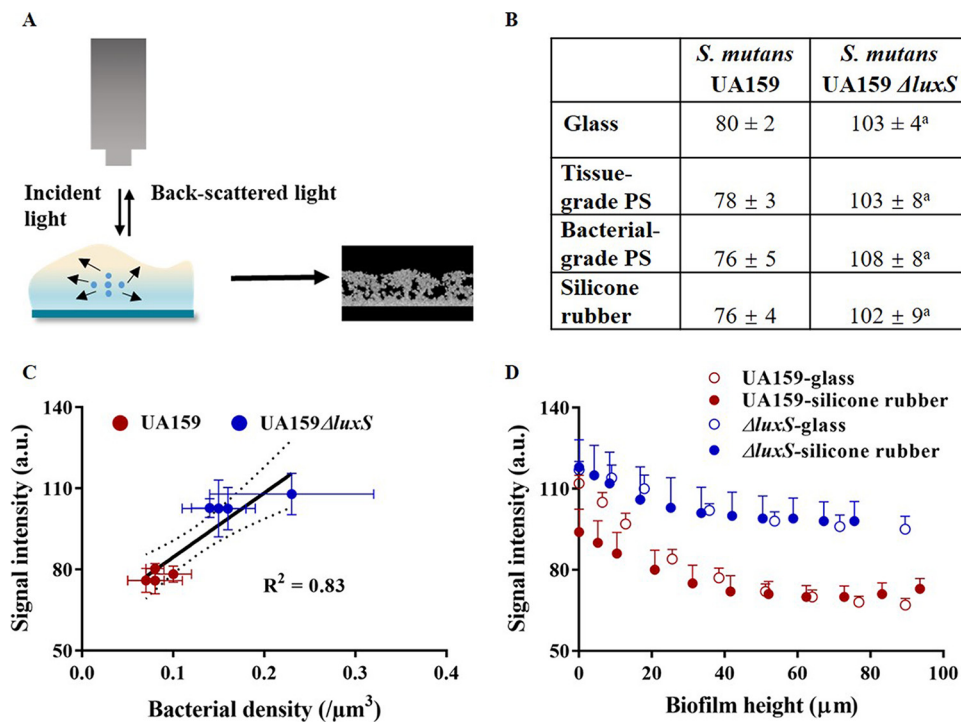 A
Incident
light
Back-scattered light
B
S. mutans
UA159
S. mutans
UA159 ΔluxS
Glass
80 ± 2
103 ± 4ᵃ
Tissue-
grade PS
78 ± 3
103 ± 8ᵃ
Bacterial-
grade PS
76 ± 5
108 ± 8ᵃ
Silicone
rubber
76 ± 4
102 ± 9ᵃ
C
UA159
UA159ΔluxS
Signal intensity (a.u.)
140
110
80
50
R² = 0.83
0.0
0.1
0.2
0.3
0.4
Bacterial density (/μm³)
D
UA159-glass
UA159-silicone rubber
ΔluxS-glass
ΔluxS-silicone rubber
Signal intensity (a.u.)
140
110
80
50
0
20
40
60
80
100
Biofilm height (μm)